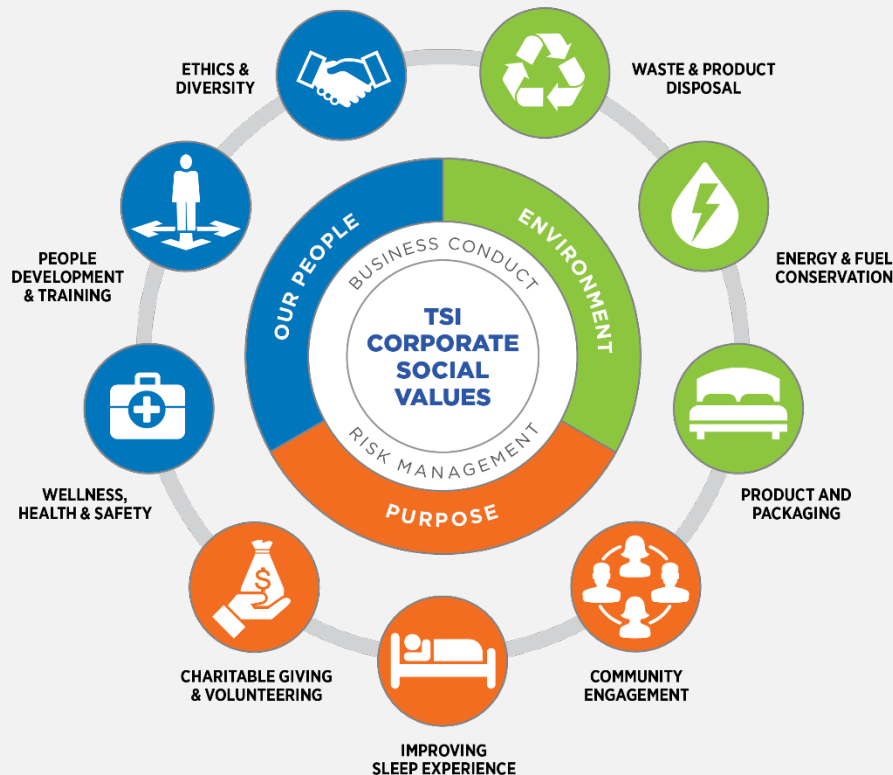 ETHICS &
DIVERSITY
WASTE & PRODUCT
DISPOSAL
PEOPLE
DEVELOPMENT
& TRAINING
ENERGY & FUEL
CONSERVATION
OUR PEOPLE
ENVIRONMENT
BUSINESS CONDUCT
TSI
CORPORATE
SOCIAL
VALUES
RISK MANAGEMENT
PURPOSE
WELLNESS,
HEALTH & SAFETY
PRODUCT AND
PACKAGING
$
CHARITABLE GIVING
& VOLUNTEERING
COMMUNITY
ENGAGEMENT
IMPROVING
SLEEP EXPERIENCE